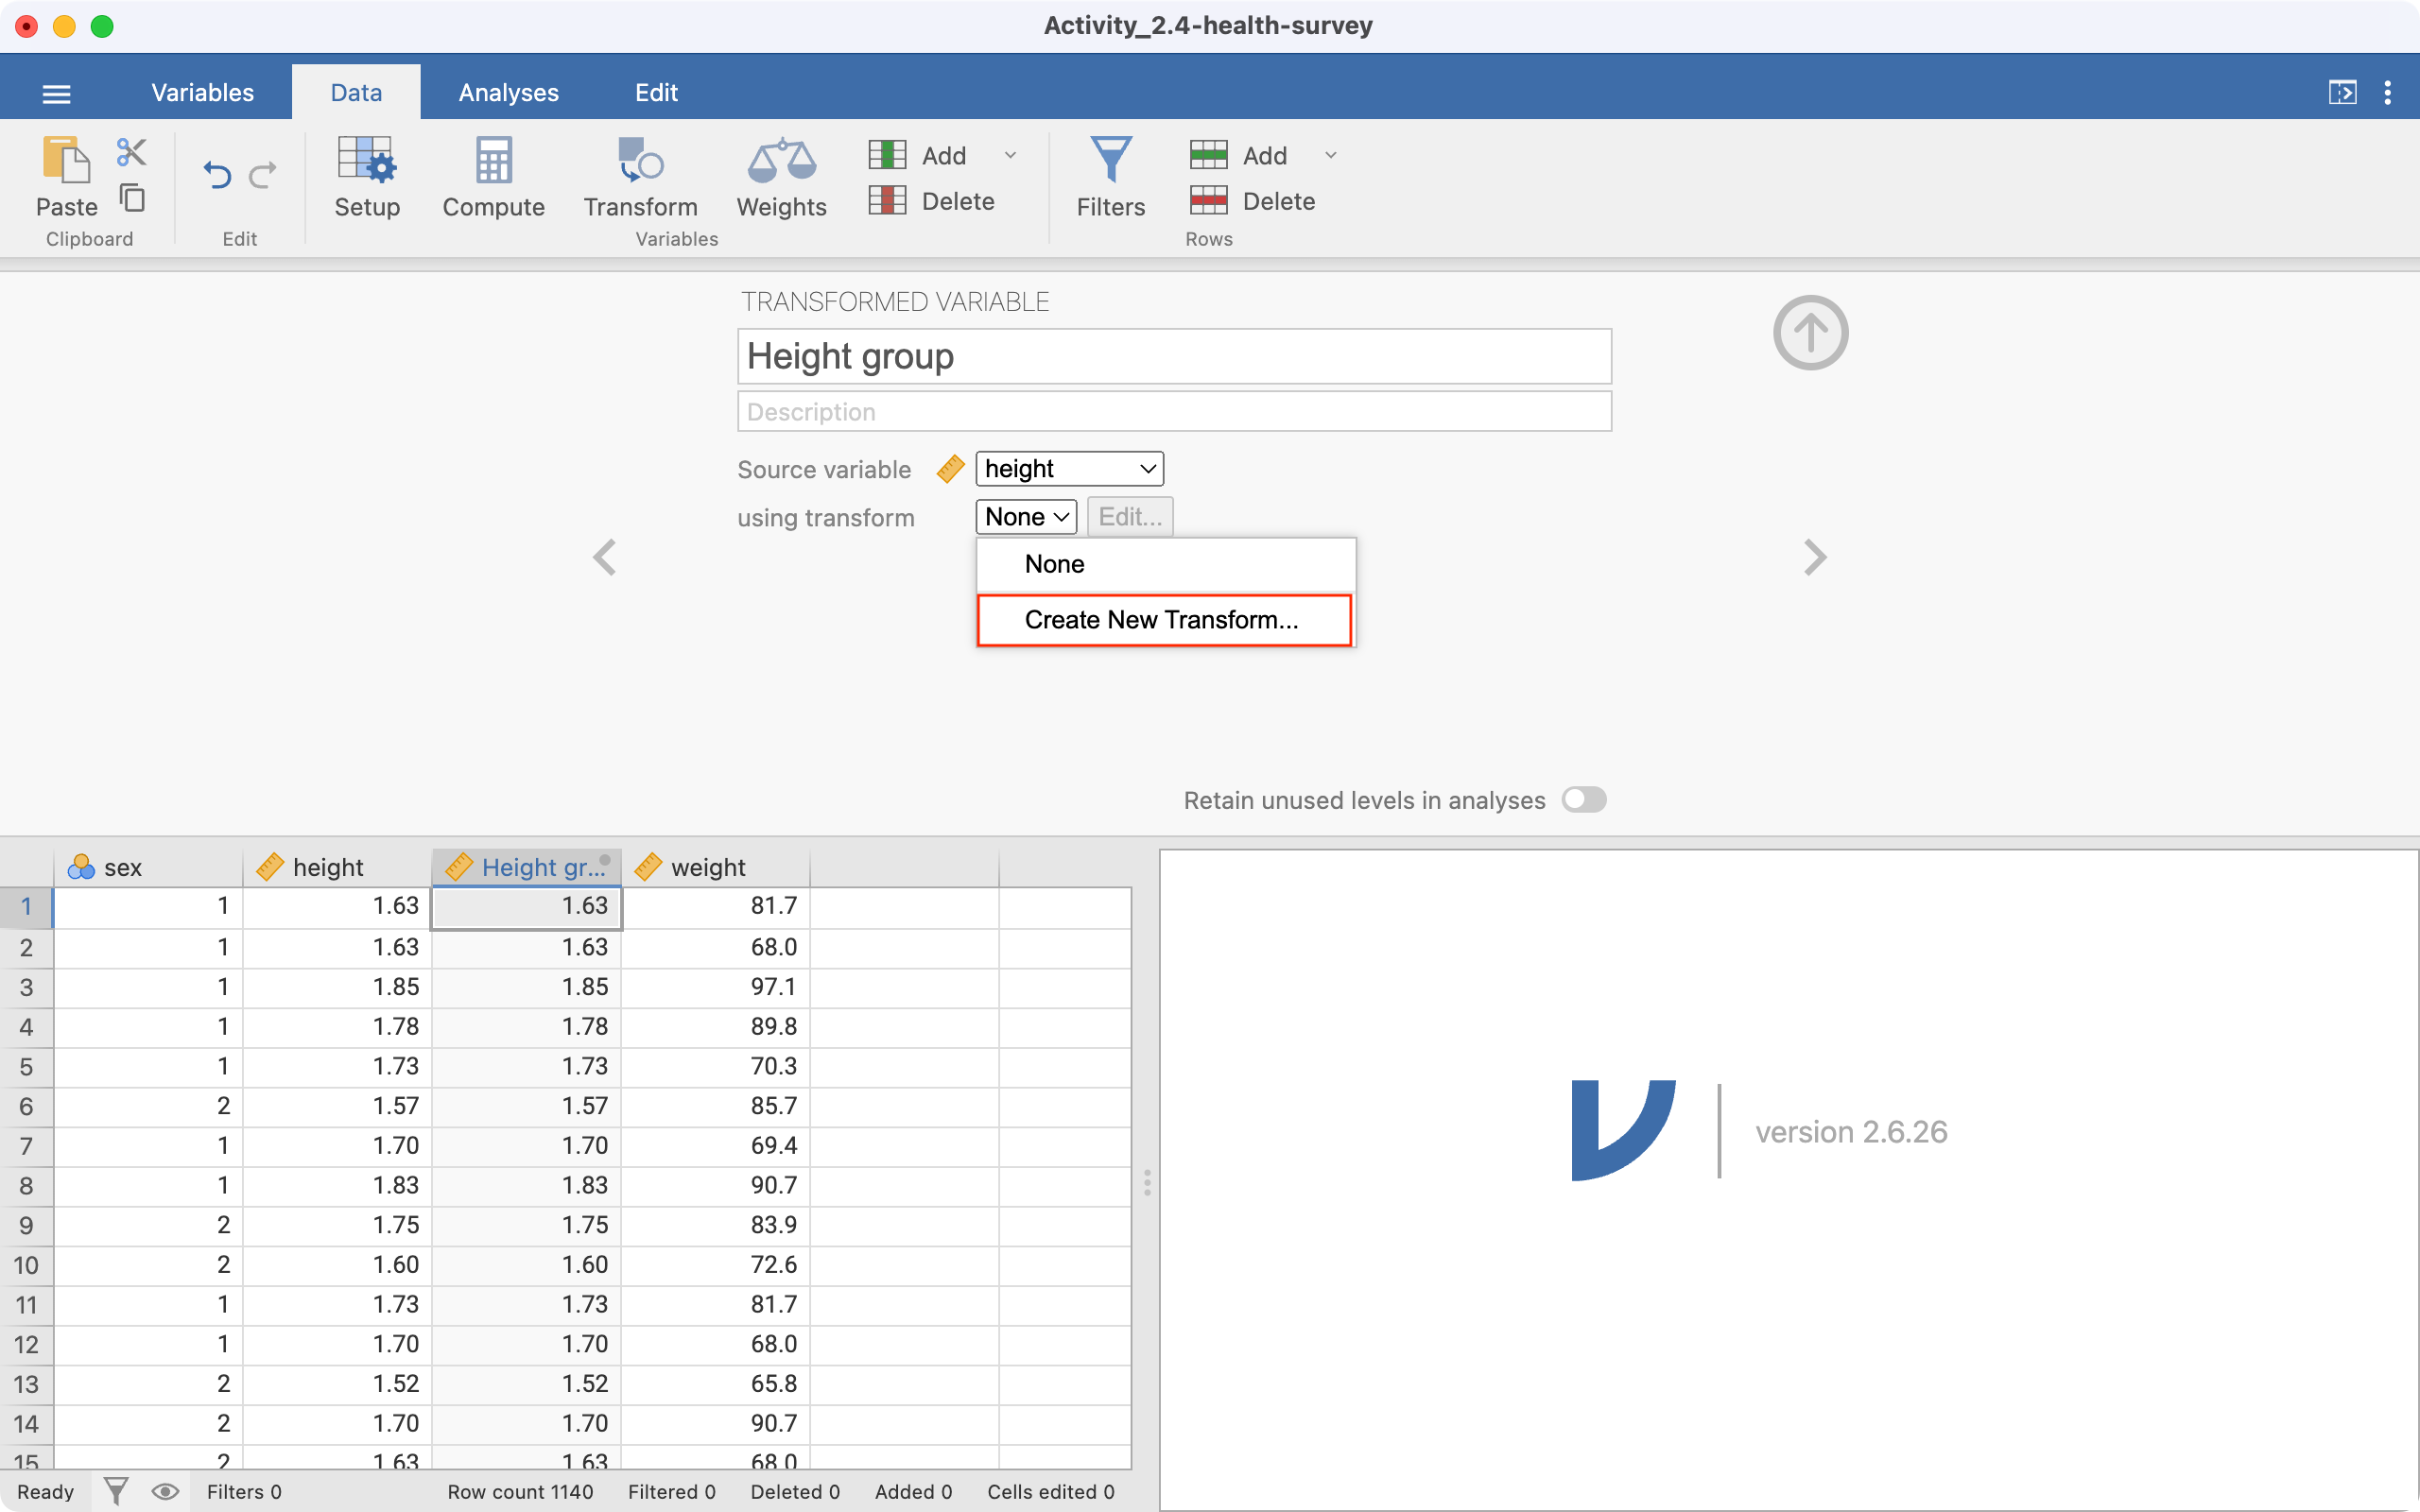 Activity_2.4-health-survey
Variables Data Analyses Edit
Paste Setup Compute Transform Weights Add Delete Filters Add Delete
Clipboard Edit Variables Rows
TRANSFORMED VARIABLE
Height group
Description
Source variable height
using transform None Edit...
None
Create New Transform...
Retain unused levels in analyses
sex height Height gr... weight
1 1 1.63 1.63 81.7
2 1 1.63 1.63 68.0
3 1 1.85 1.85 97.1
4 1 1.78 1.78 89.8
5 1 1.73 1.73 70.3
6 2 1.57 1.57 85.7
7 1 1.70 1.70 69.4
8 1 1.83 1.83 90.7
9 2 1.75 1.75 83.9
10 2 1.60 1.60 72.6
11 1 1.73 1.73 81.7
12 1 1.70 1.70 68.0
13 2 1.52 1.52 65.8
14 2 1.70 1.70 90.7
15 2 1.63 1.63 68.0
version 2.6.26
Ready Filters 0 Row count 1140 Filtered 0 Deleted 0 Added 0 Cells edited 0